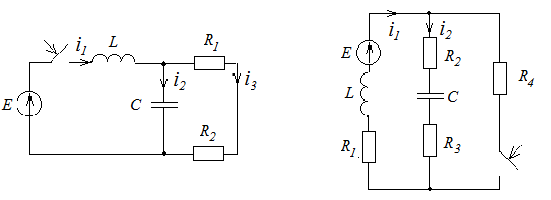 i1 L R1
i2 i3
E C
R2
i1 i2
E R2
L C R4
R1. R3